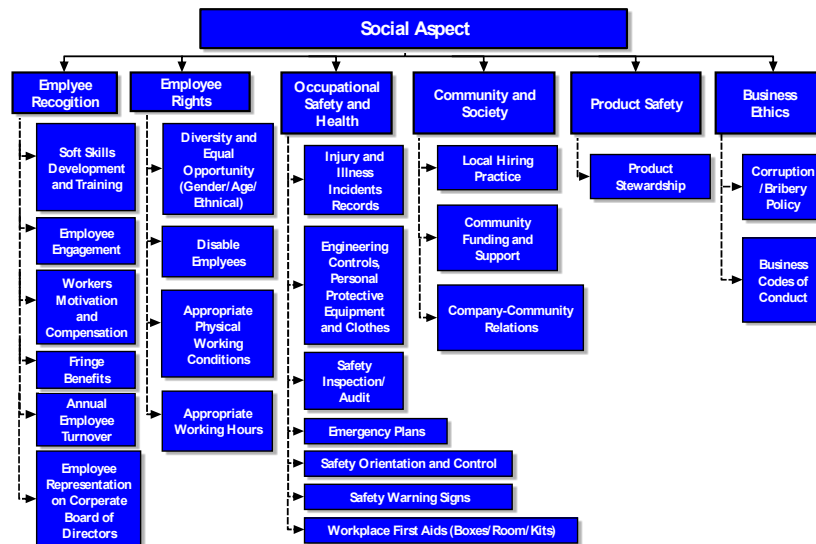 Social Aspect
Emplyee
Recogition
Soft Skills
Development
and Training
Employee
Engagement
Workers
Motivation
and
Compensation
Fringe
Benefits
Annual
Employee
Turnover
Employee
Representation
on Corperate
Board of
Directors
Employee
Rights
Diversity and
Equal
Opportunity
(Gender/Age/
Ethnical)
Disable
Emplyees
Appropriate
Physical
Working
Conditions
Appropriate
Working Hours
Occupational
Safety and
Health
Injury and
Illness
Incidents
Records
Engineering
Controls,
Personal
Protective
Equipment
and Clothes
Safety
Inspection/
Audit
Emergency Plans
Safety Orientation and Control
Safety Warning Signs
Workplace First Aids (Boxes/Room/Kits)
Community and
Society
Local Hiring
Practice
Community
Funding and
Support
Company-Community
Relations
Product Safety
Product
Stewardship
Business
Ethics
Corruption
/Bribery
Policy
Business
Codes of
Conduct